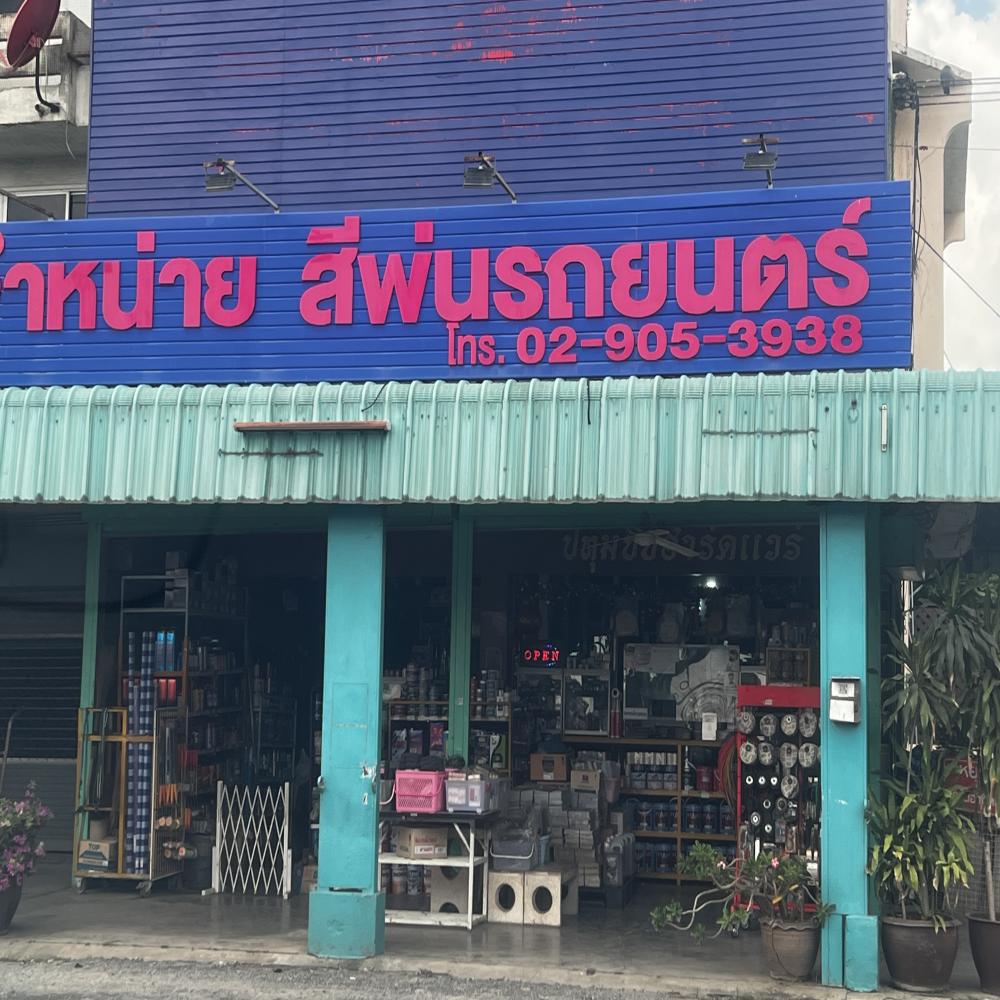 ำหน่าย สีพ่นรถยนตร์
โทร. 02-905-3938
OPEN